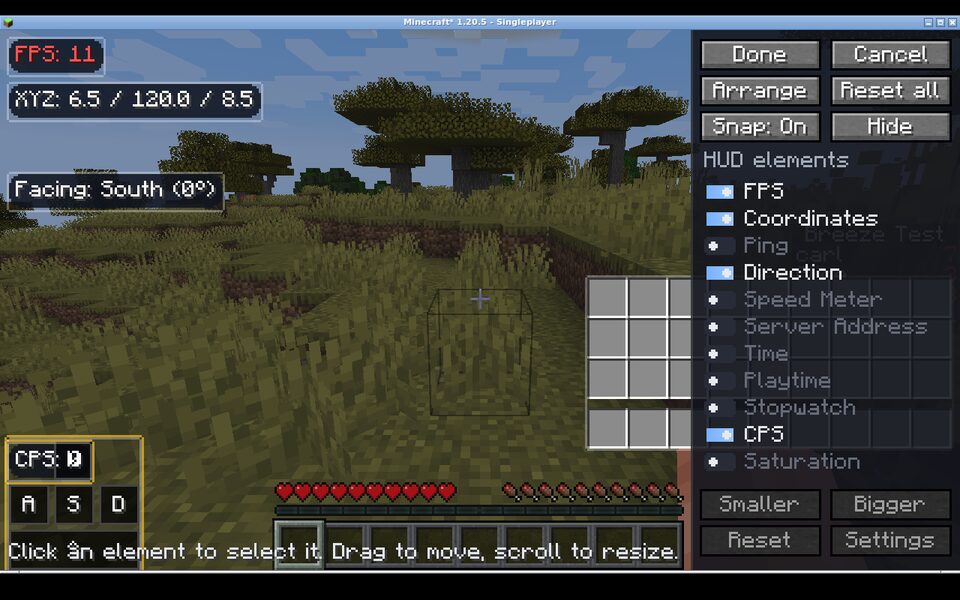 Minecraft* 1.20.5 - Singleplayer
FPS: 11
XYZ: 6.5 / 120.0 / 8.5
Facing: South (0°)
CPS: 0
A S D
Click an element to select it. Drag to move, scroll to resize.
Done Cancel
Arrange Reset all
Snap: On Hide
HUD elements
FPS
Coordinates
Breeze Test
Ping
carl
Direction
Speed Meter
Server Address
Time
Playtime
Stopwatch
CPS
Saturation
Smaller Bigger
Reset Settings